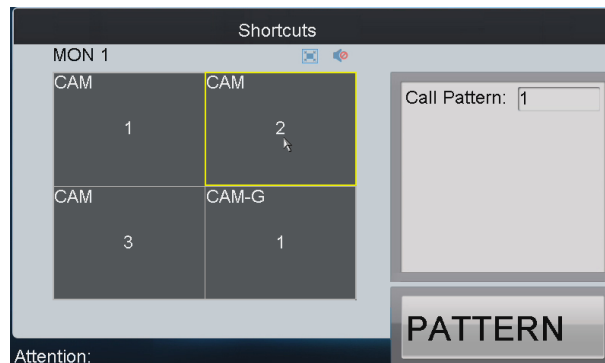 Shortcuts
MON 1
CAM
1
CAM
2
CAM
3
CAM-G
1
Call Pattern: 1
PATTERN
Attention: